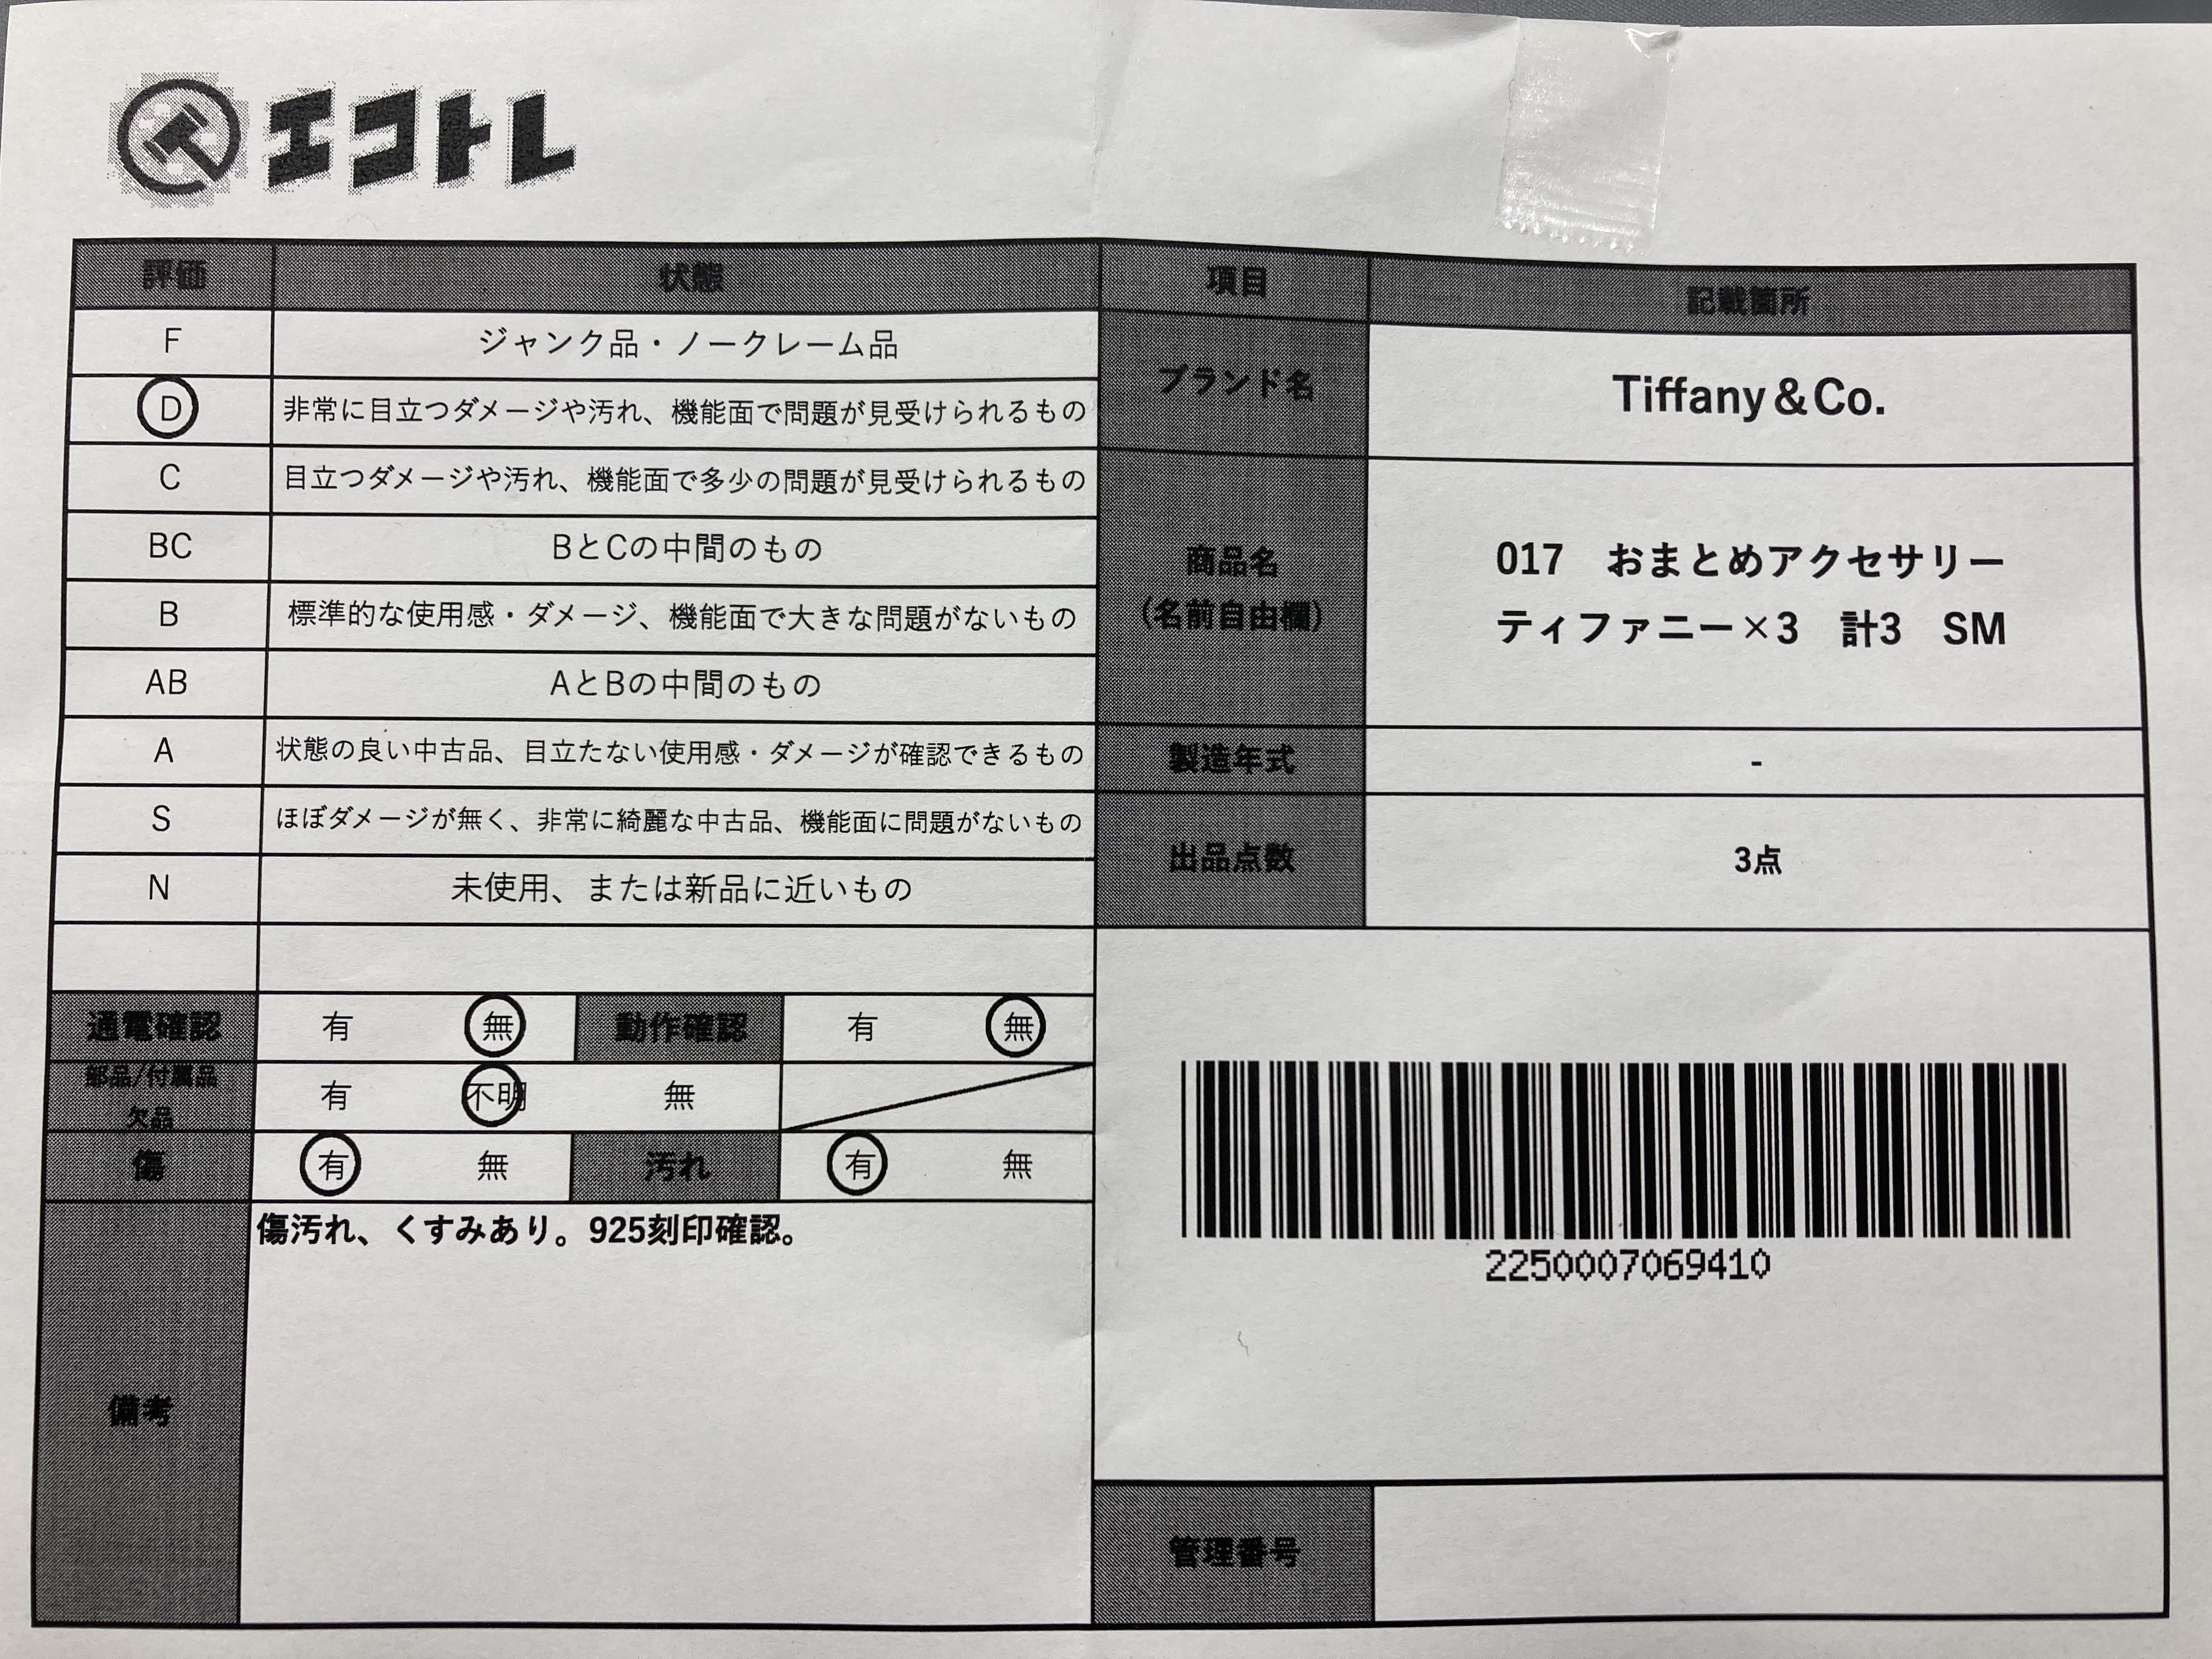 エコトレ
評価 状態 項目 記載箇所
F ジャンク品・ノークレーム品
D 非常に目立つダメージや汚れ、機能面で問題が見受けられるもの
ブランド名 Tiffany＆Co.
C 目立つダメージや汚れ、機能面で多少の問題が見受けられるもの
BC BとCの中間のもの
商品名
（名前自由欄）
017　おまとめアクセサリー
ティファニー×3　計3　SM
B 標準的な使用感・ダメージ、機能面で大きな問題がないもの
AB AとBの中間のもの
A 状態の良い中古品、目立たない使用感・ダメージが確認できるもの
製造年式 -
S ほぼダメージが無く、非常に綺麗な中古品、機能面に問題がないもの
出品点数 3点
N 未使用、または新品に近いもの
通電確認 有 無 動作確認 有 無
部品/付属品
欠品
有 不明 無
傷 有 無 汚れ 有 無
備考
傷汚れ、くすみあり。925刻印確認。
2250007069410
管理番号